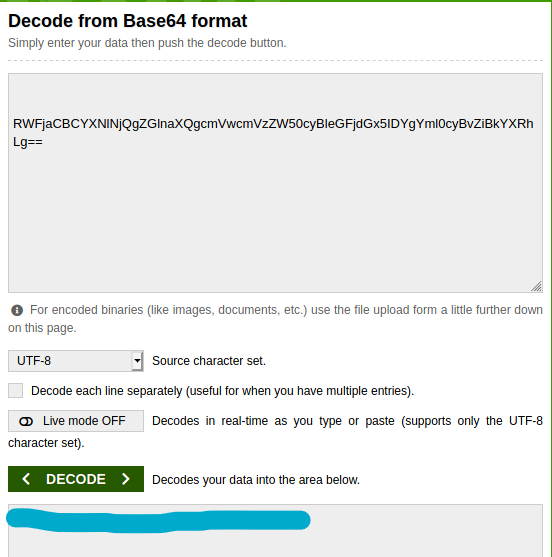 Decode from Base64 format
Simply enter your data then push the decode button.
RWFjaCBCYXNlNjQgZGlnaXQgcmVwcmVzZW50cyBleGFjdGx5IDYgYml0cyBvZiBkYXRh
Lg==
For encoded binaries (like images, documents, etc.) use the file upload form a little further down
on this page.
UTF-8 Source character set.
Decode each line separately (useful for when you have multiple entries).
Live mode OFF Decodes in real-time as you type or paste (supports only the UTF-8
character set).
DECODE Decodes your data into the area below.